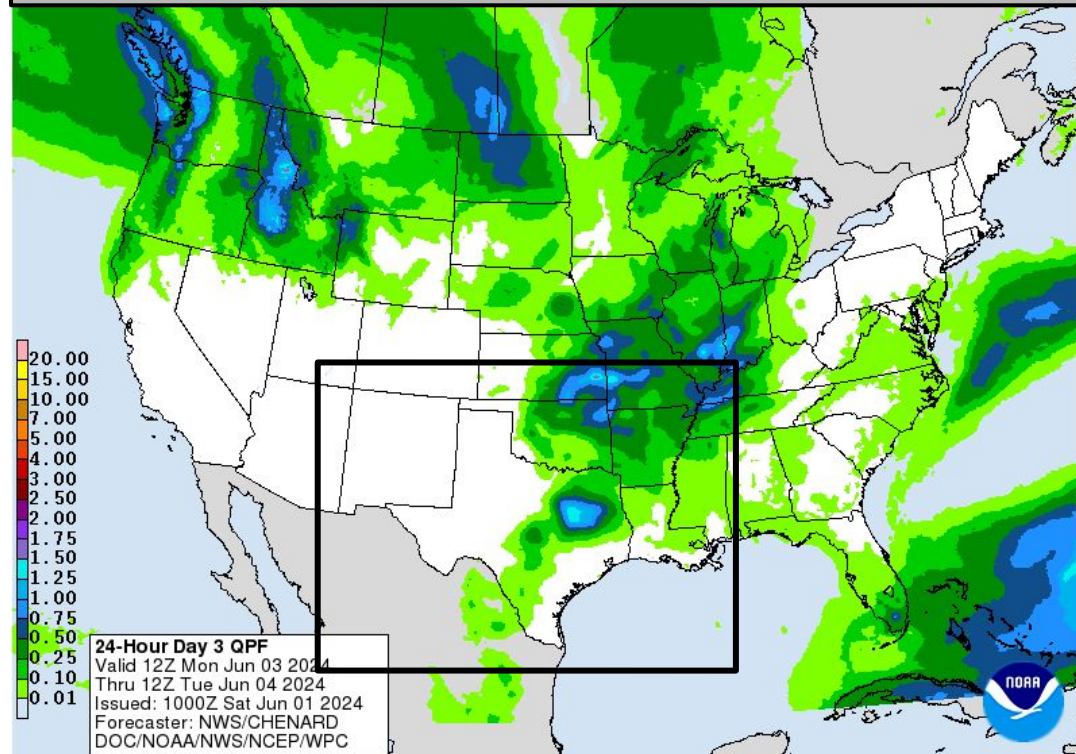 20.00
15.00
10.00
7.00
5.00
4.00
3.00
2.50
2.00
1.75
1.50
1.25
1.00
0.75
0.50
0.25
0.10
0.01
24-Hour Day 3 QPF
Valid 12Z Mon Jun 03 2024
Thru 12Z Tue Jun 04 2024
Issued: 1000Z Sat Jun 01 2024
Forecaster: NWS/CHENARD
DOC/NOAA/NWS/NCEP/WPC
NOAA